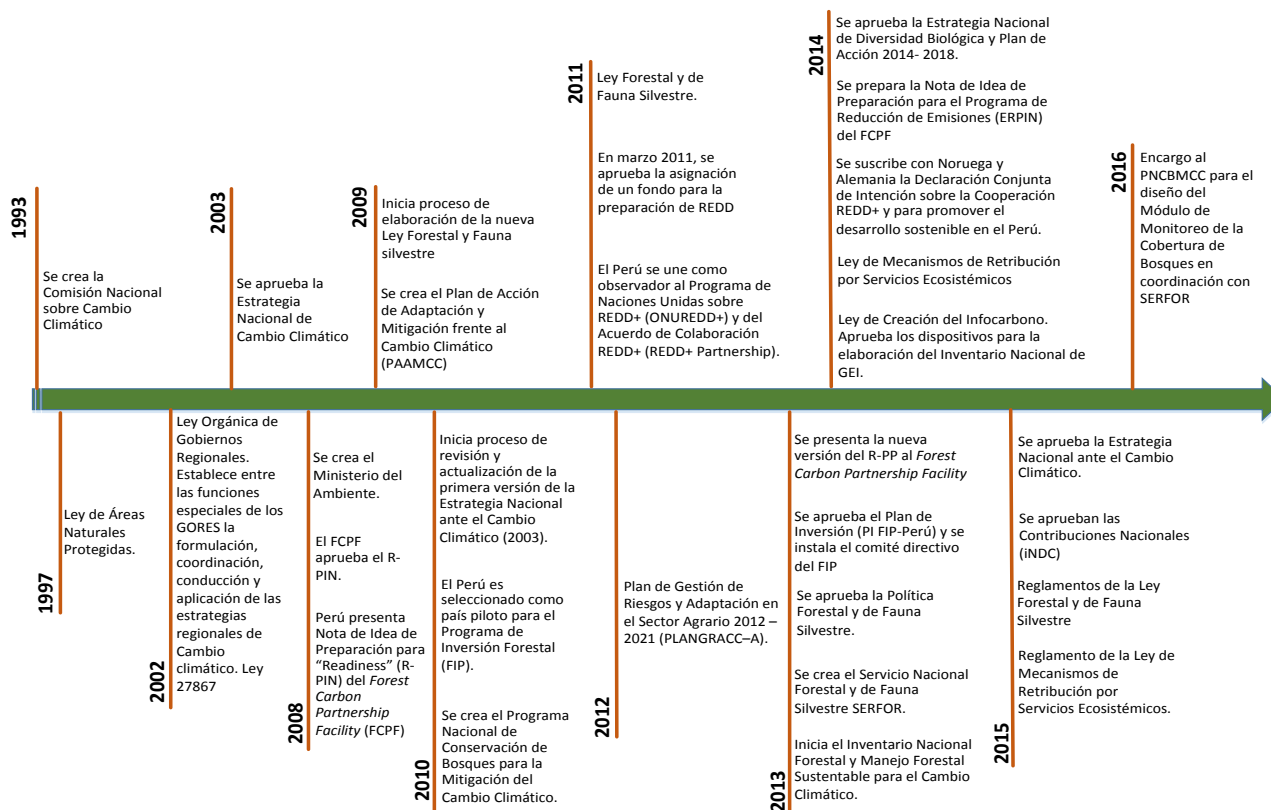 1993
Se crea la
Comisión Nacional
sobre Cambio
Climático
2003
Se aprueba la
Estrategia
Nacional de
Cambio Climático
2009
Inicia proceso de
elaboración de la nueva
Ley Forestal y Fauna
silvestre
Se crea el Plan de Acción
de Adaptación y
Mitigación frente al
Cambio Climático
(PAAMCC)
2011
Ley Forestal y de
Fauna Silvestre.
En marzo 2011, se
aprueba la asignación
de un fondo para la
preparación de REDD
El Perú se une como
observador al Programa de
Naciones Unidas sobre
REDD+ (ONUREDD+) y del
Acuerdo de Colaboración
REDD+ (REDD+ Partnership).
2014
Se aprueba la Estrategia Nacional
de Diversidad Biológica y Plan de
Acción 2014- 2018.
Se prepara la Nota de Idea de
Preparación para el Programa de
Reducción de Emisiones (ERPIN)
del FCPF
Se suscribe con Noruega y
Alemania la Declaración Conjunta
de Intención sobre la Cooperación
REDD+ y para promover el
desarrollo sostenible en el Perú.
Ley de Mecanismos de Retribución
por Servicios Ecosistémicos
Ley de Creación del Infocarbono.
Aprueba los dispositivos para la
elaboración del Inventario Nacional de
GEI.
2016
Encargo al
PNCBMCC para el
diseño del
Módulo de
Monitoreo de la
Cobertura de
Bosques en
coordinación con
SERFOR
1997
Ley de Áreas
Naturales
Protegidas.
2002
Ley Orgánica de
Gobiernos
Regionales.
Establece entre
las funciones
especiales de los
GORES la
formulación,
coordinación,
conducción y
aplicación de las
estrategias
regionales de
Cambio
climático. Ley
27867
2008
Se crea el
Ministerio del
Ambiente.
El FCPF
aprueba el R-
PIN.
Perú presenta
Nota de Idea de
Preparación para
“Readiness” (R-
PIN) del Forest
Carbon
Partnership
Facility (FCPF)
2010
Inicia proceso de
revisión y
actualización de la
primera versión de la
Estrategia Nacional
ante el Cambio
Climático (2003).
El Perú es
seleccionado como
país piloto para el
Programa de
Inversión Forestal
(FIP).
Se crea el Programa
Nacional de
Conservación de
Bosques para la
Mitigación del
Cambio Climático.
2012
Plan de Gestión de
Riesgos y Adaptación en
el Sector Agrario 2012 –
2021 (PLANGRACC–A).
2013
Se presenta la nueva
versión del R-PP al Forest
Carbon Partnership Facility
Se aprueba el Plan de
Inversión (PI FIP-Perú) y se
instala el comité directivo
del FIP
Se aprueba la Política
Forestal y de Fauna
Silvestre.
Se crea el Servicio Nacional
Forestal y de Fauna
Silvestre SERFOR.
Inicia el Inventario Nacional
Forestal y Manejo Forestal
Sustentable para el Cambio
Climático.
2015
Se aprueba la Estrategia
Nacional ante el Cambio
Climático.
Se aprueban las
Contribuciones Nacionales
(iNDC)
Reglamentos de la Ley
Forestal y de Fauna
Silvestre
Reglamento de la Ley de
Mecanismos de
Retribución por
Servicios Ecosistémicos.